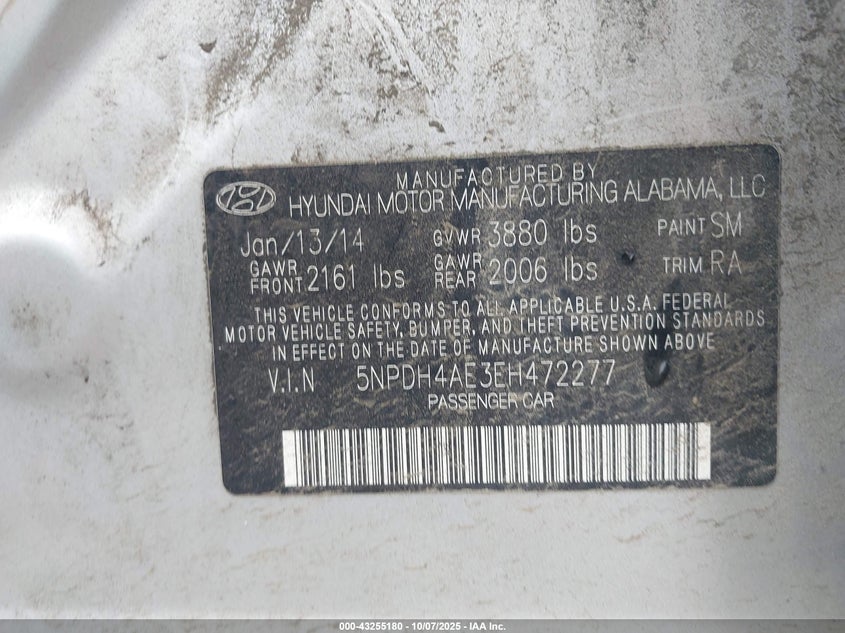 MANUFACTURED BY
HYUNDAI MOTOR MANUFACTURING ALABAMA, LLC
Jan/13/14 GVWR 3880 lbs PAINT SM
GAWR FRONT 2161 lbs GAWR REAR 2006 lbs TRIM RA
THIS VEHICLE CONFORMS TO ALL APPLICABLE U.S.A. FEDERAL
MOTOR VEHICLE SAFETY, BUMPER, AND THEFT PREVENTION STANDARDS
IN EFFECT ON THE DATE OF MANUFACTURE SHOWN ABOVE
V.I.N 5NPDH4AE3EH472277
PASSENGER CAR
000-43255180 - 10/07/2025 - IAA Inc.